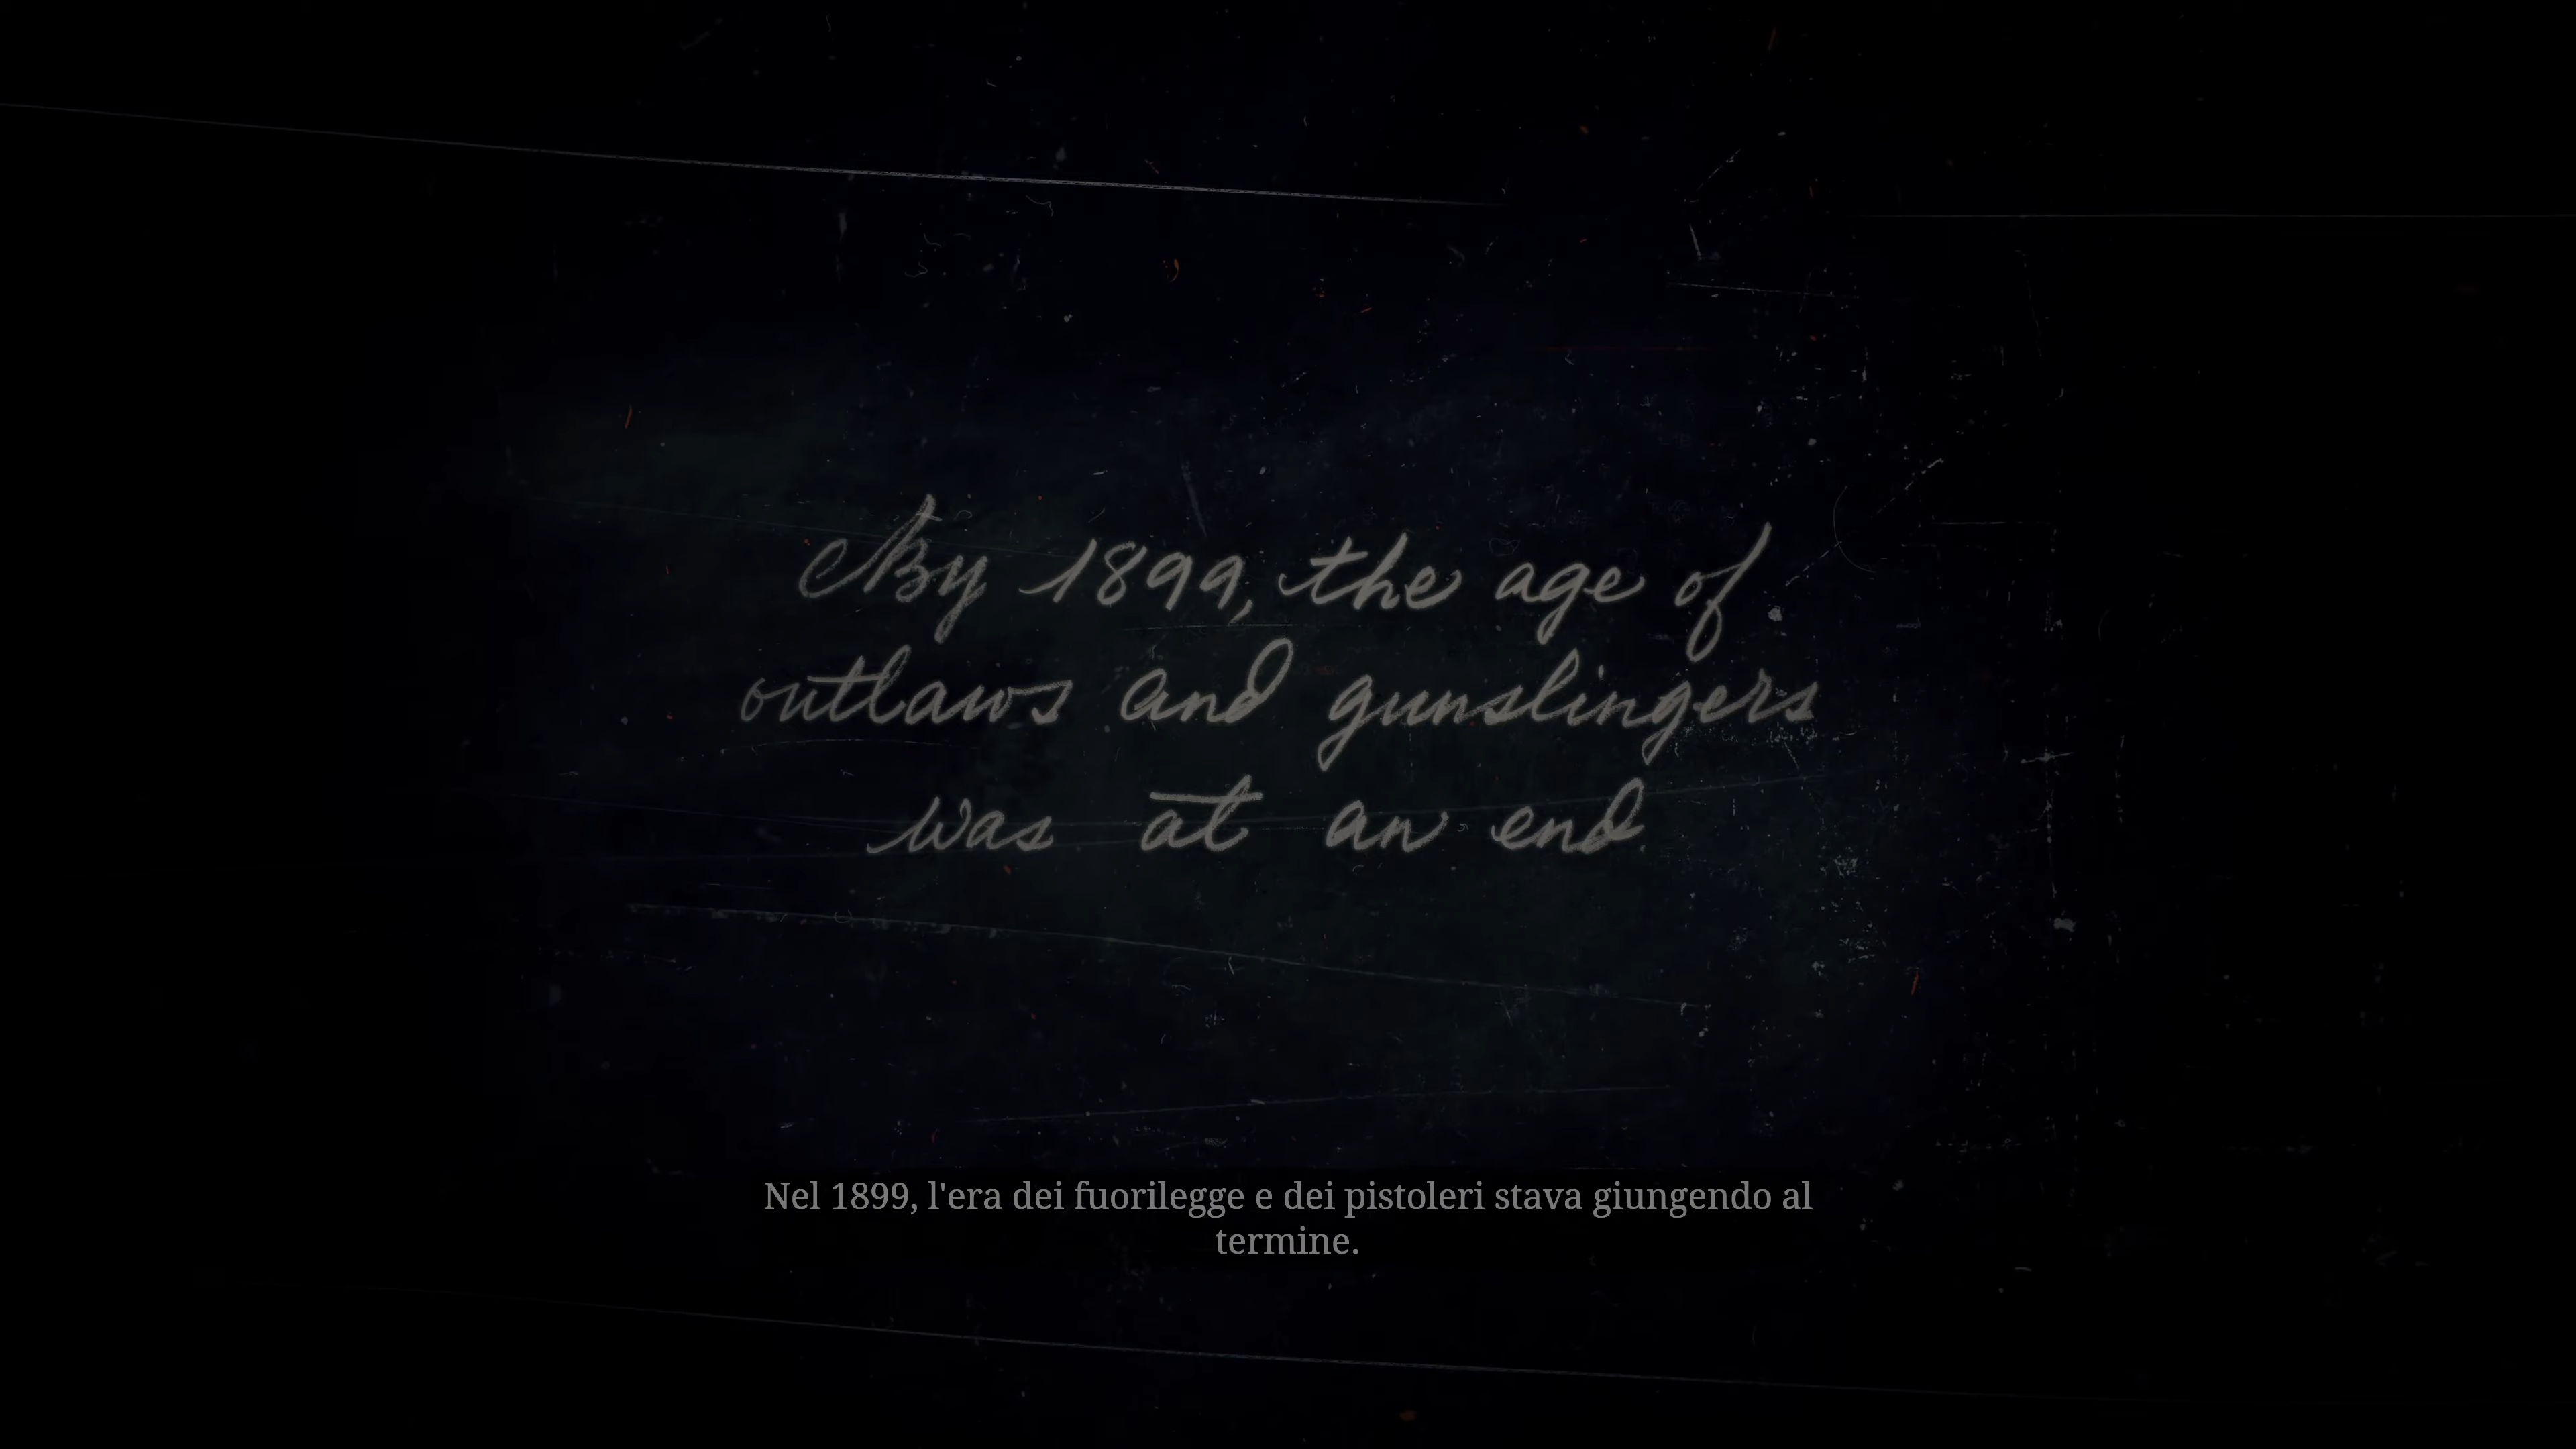 By 1899, the age of
outlaws and gunslingers
was at an end.
Nel 1899, l'era dei fuorilegge e dei pistoleri stava giungendo al
termine.